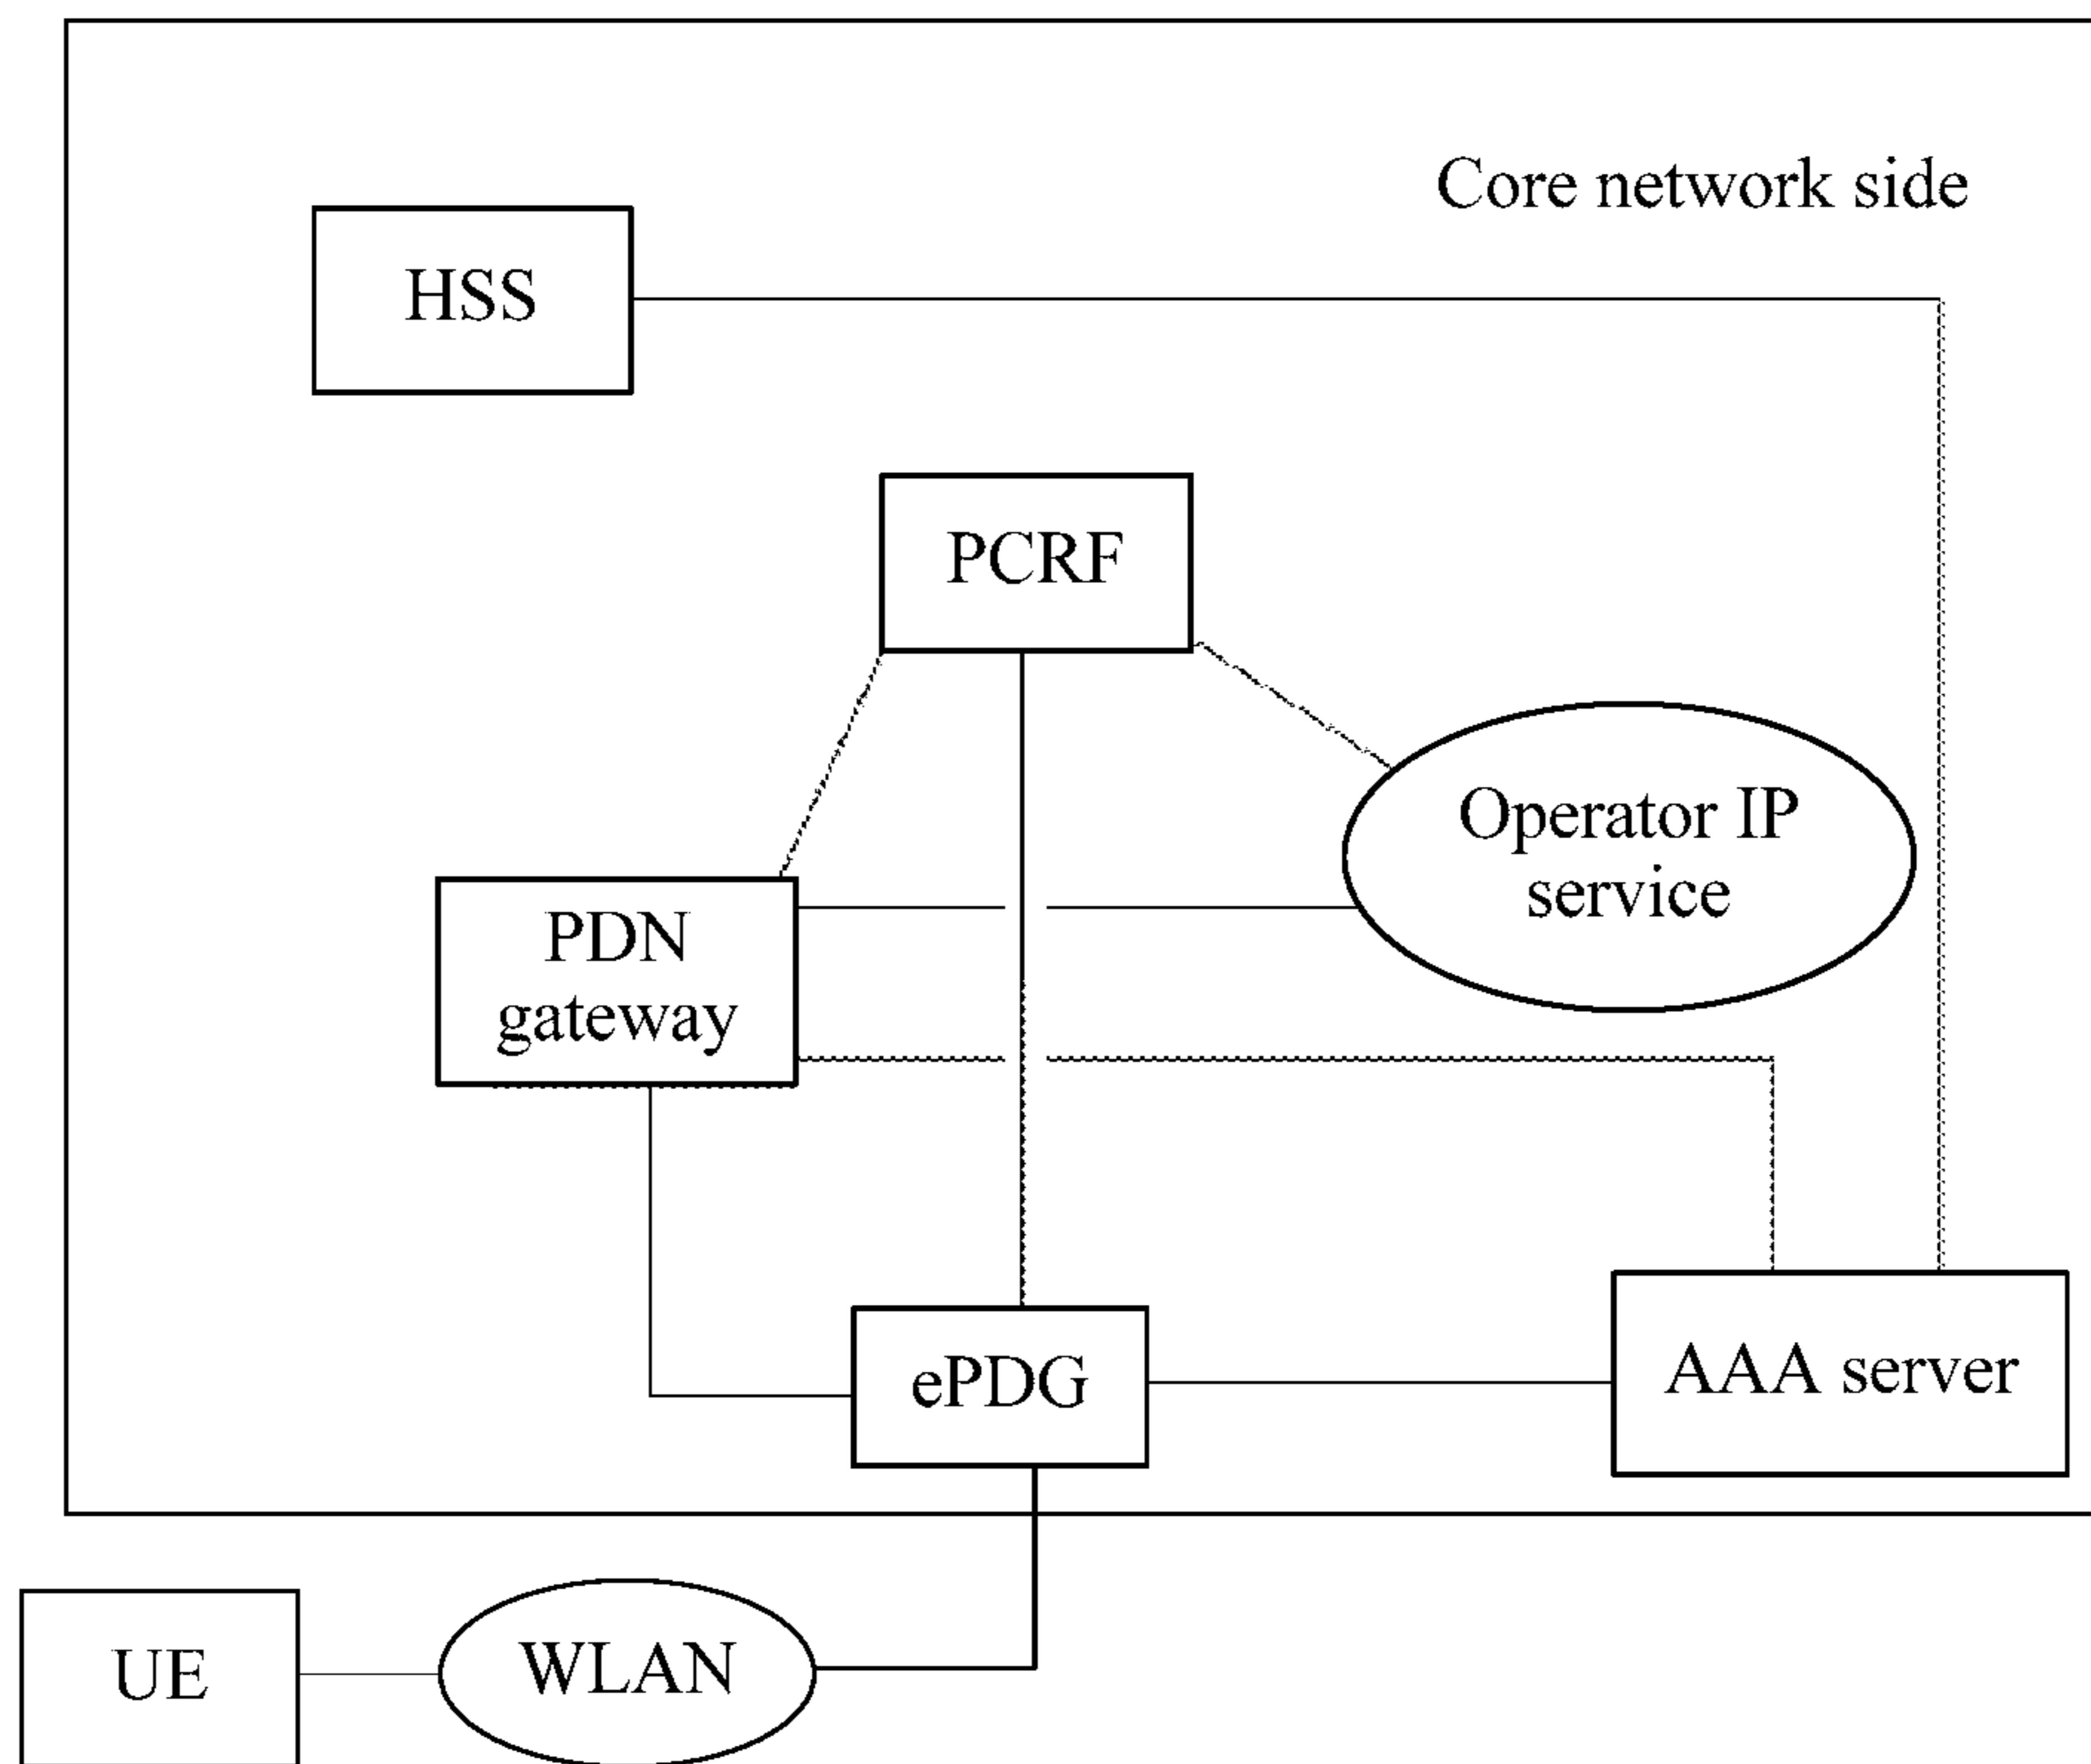 Core network side
HSS
PCRF
Operator IP
service
PDN
gateway
ePDG
AAA server
UE
WLAN